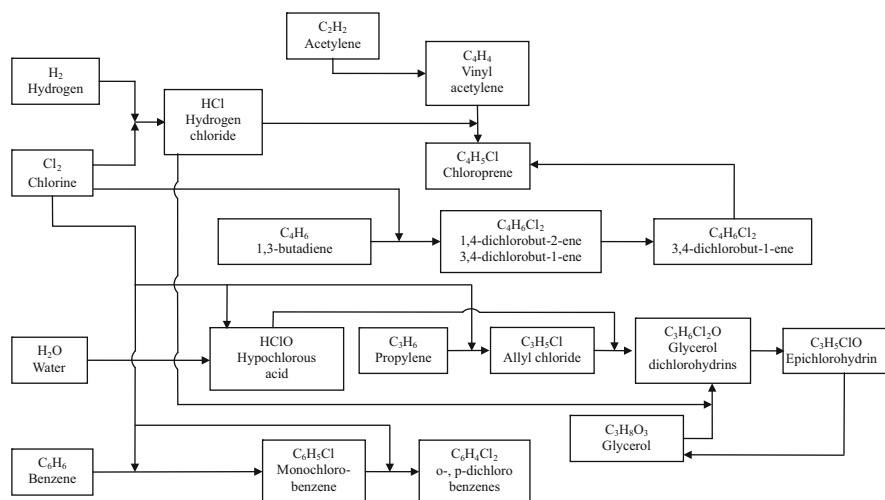 C₂H₂
Acetylene
H₂
Hydrogen
C₄H₄
Vinyl
acetylene
HCl
Hydrogen
chloride
Cl₂
Chlorine
C₄H₅Cl
Chloroprene
C₄H₆
1,3-butadiene
C₄H₆Cl₂
1,4-dichlorobut-2-ene
3,4-dichlorobut-1-ene
C₄H₆Cl₂
3,4-dichlorobut-1-ene
H₂O
Water
HClO
Hypochlorous
acid
C₃H₆
Propylene
C₃H₅Cl
Allyl chloride
C₃H₆Cl₂O
Glycerol
dichlorohydrins
C₃H₅ClO
Epichlorohydrin
C₃H₈O₃
Glycerol
C₆H₆
Benzene
C₆H₅Cl
Monochloro-
benzene
C₆H₄Cl₂
o-, p-dichloro
benzenes